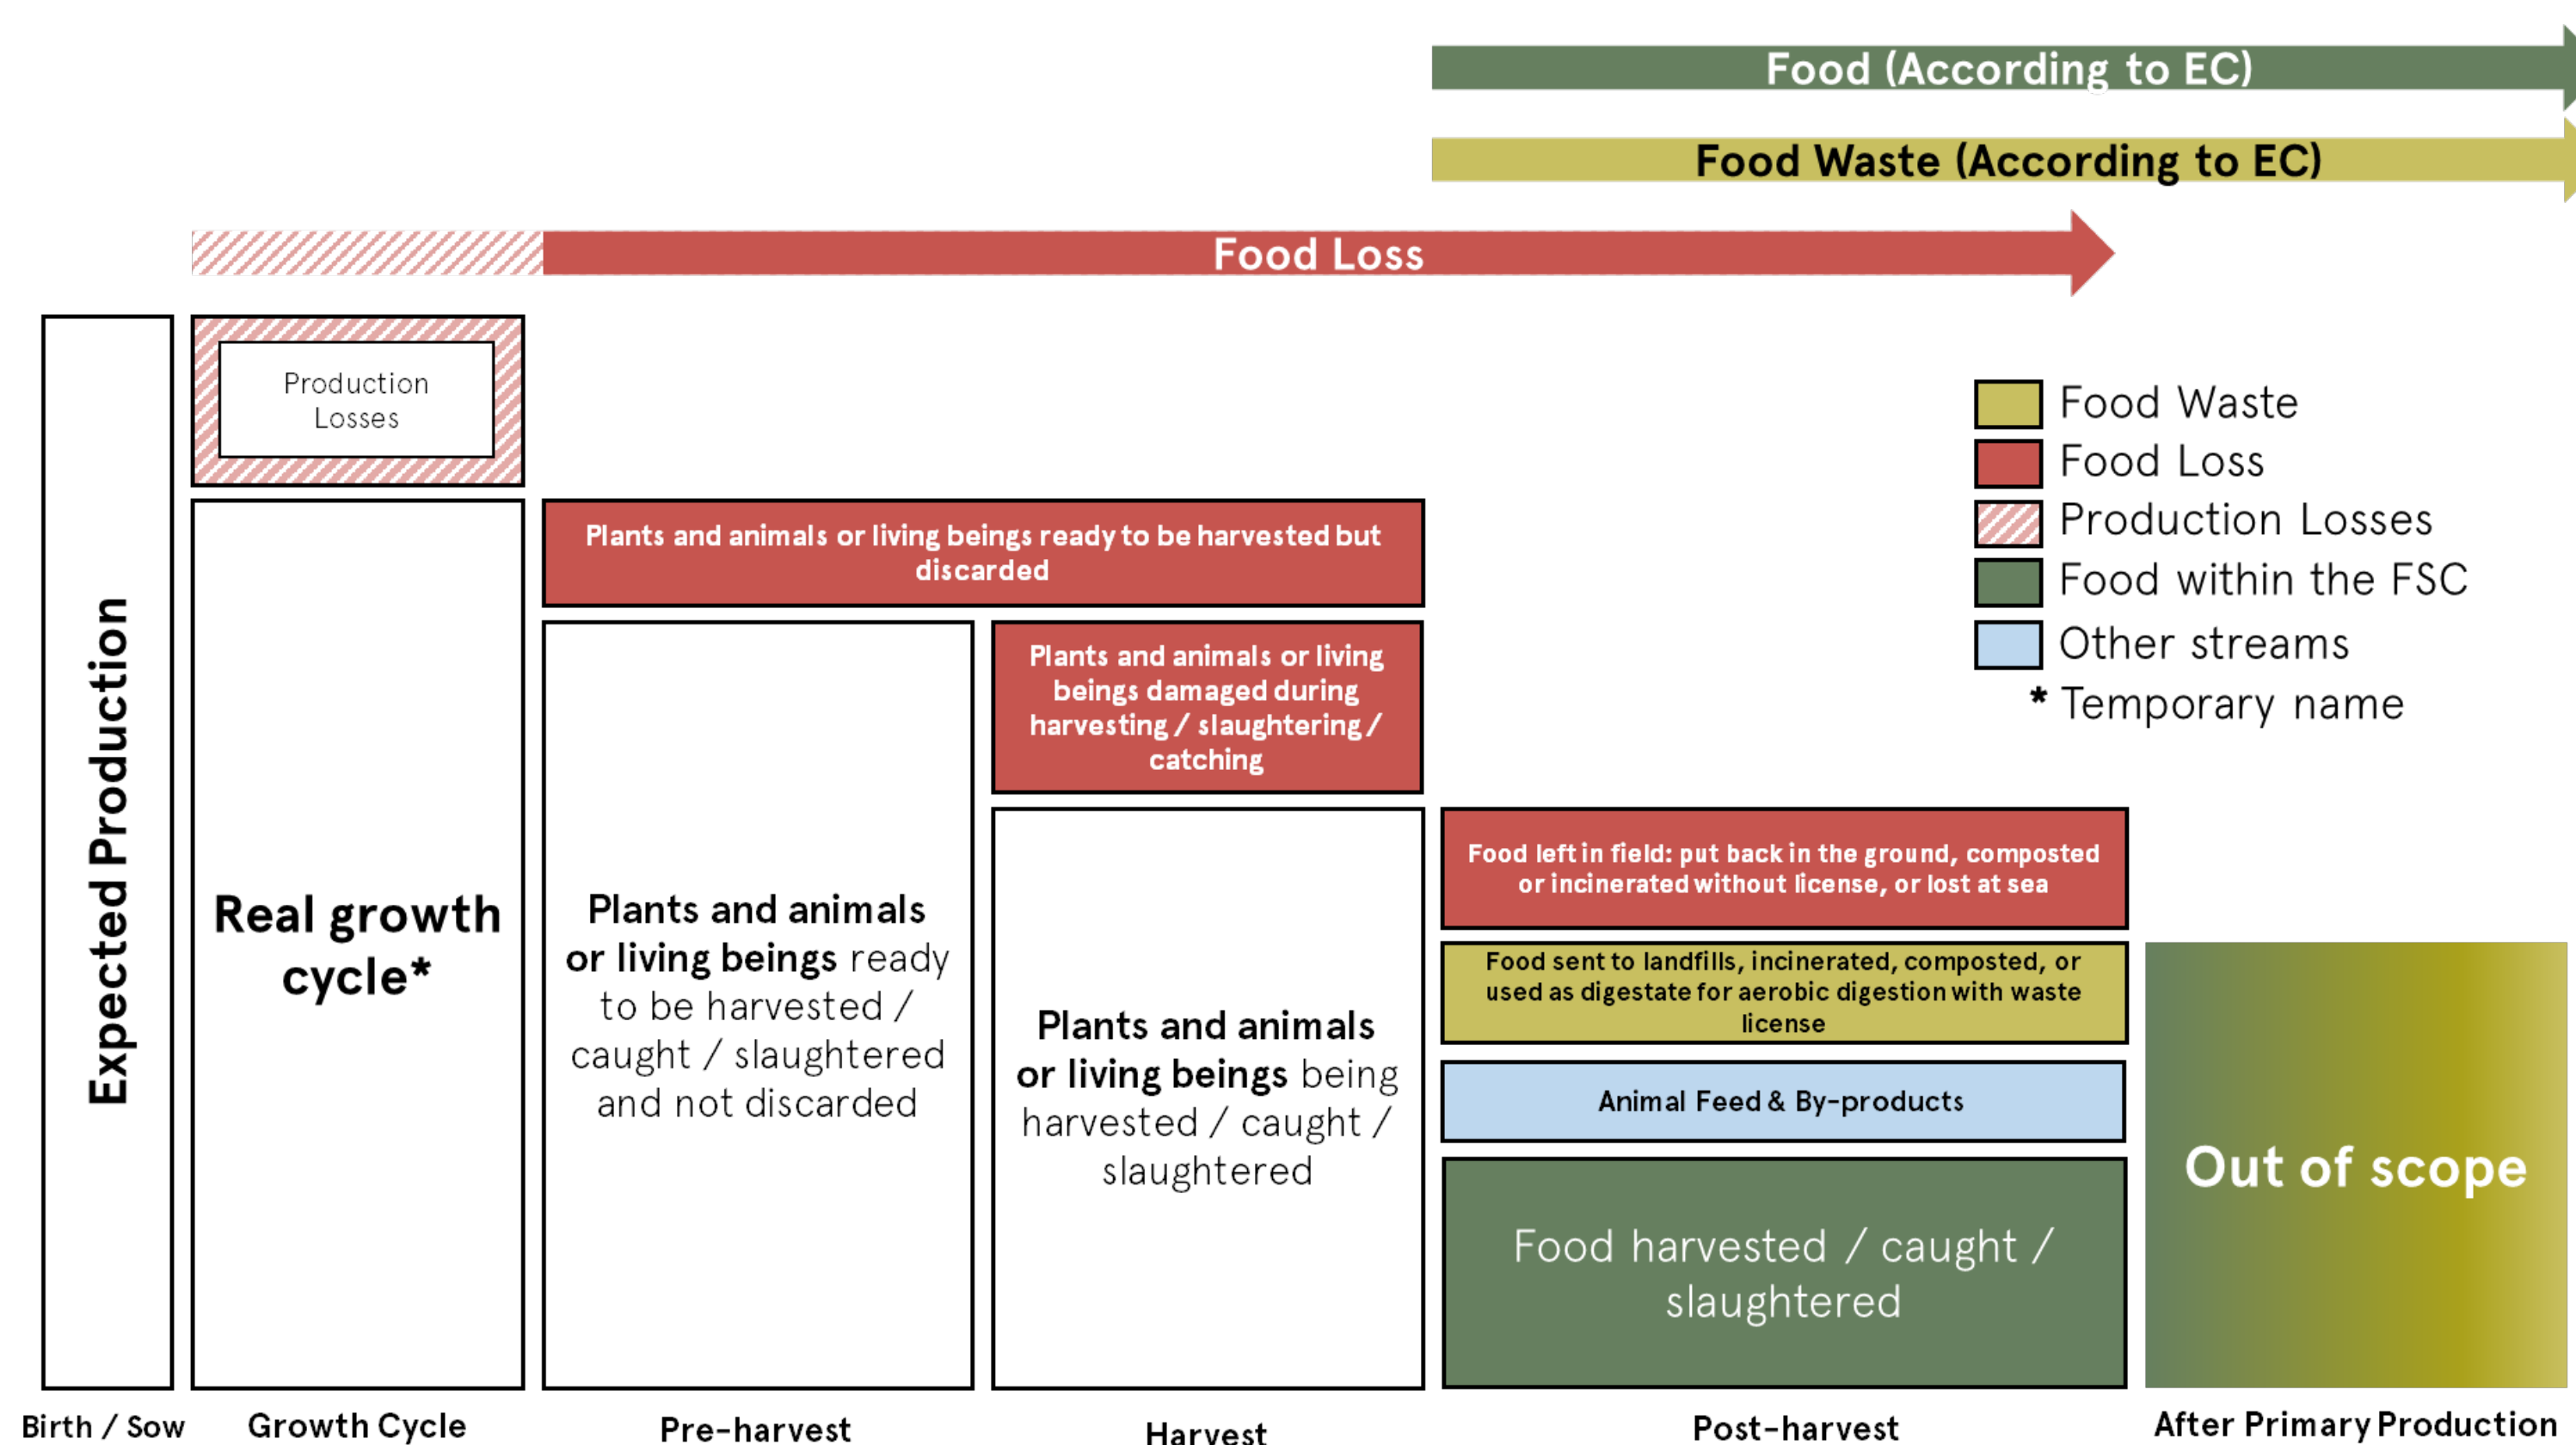 Food (According to EC)
Food Waste (According to EC)
Food Loss
Production
Losses
Food Waste
Food Loss
Production Losses
Food within the FSC
Other streams
* Temporary name
Expected Production
Real growth
cycle*
Plants and animals or living beings ready to be harvested but
discarded
Plants and animals
or living beings ready
to be harvested /
caught / slaughtered
and not discarded
Plants and animals or living
beings damaged during
harvesting / slaughtering /
catching
Plants and animals
or living beings being
harvested / caught /
slaughtered
Food left in field: put back in the ground, composted
or incinerated without license, or lost at sea
Food sent to landfills, incinerated, composted, or
used as digestate for aerobic digestion with waste
license
Animal Feed & By-products
Food harvested / caught /
slaughtered
Out of scope
Birth / Sow
Growth Cycle
Pre-harvest
Harvest
Post-harvest
After Primary Production